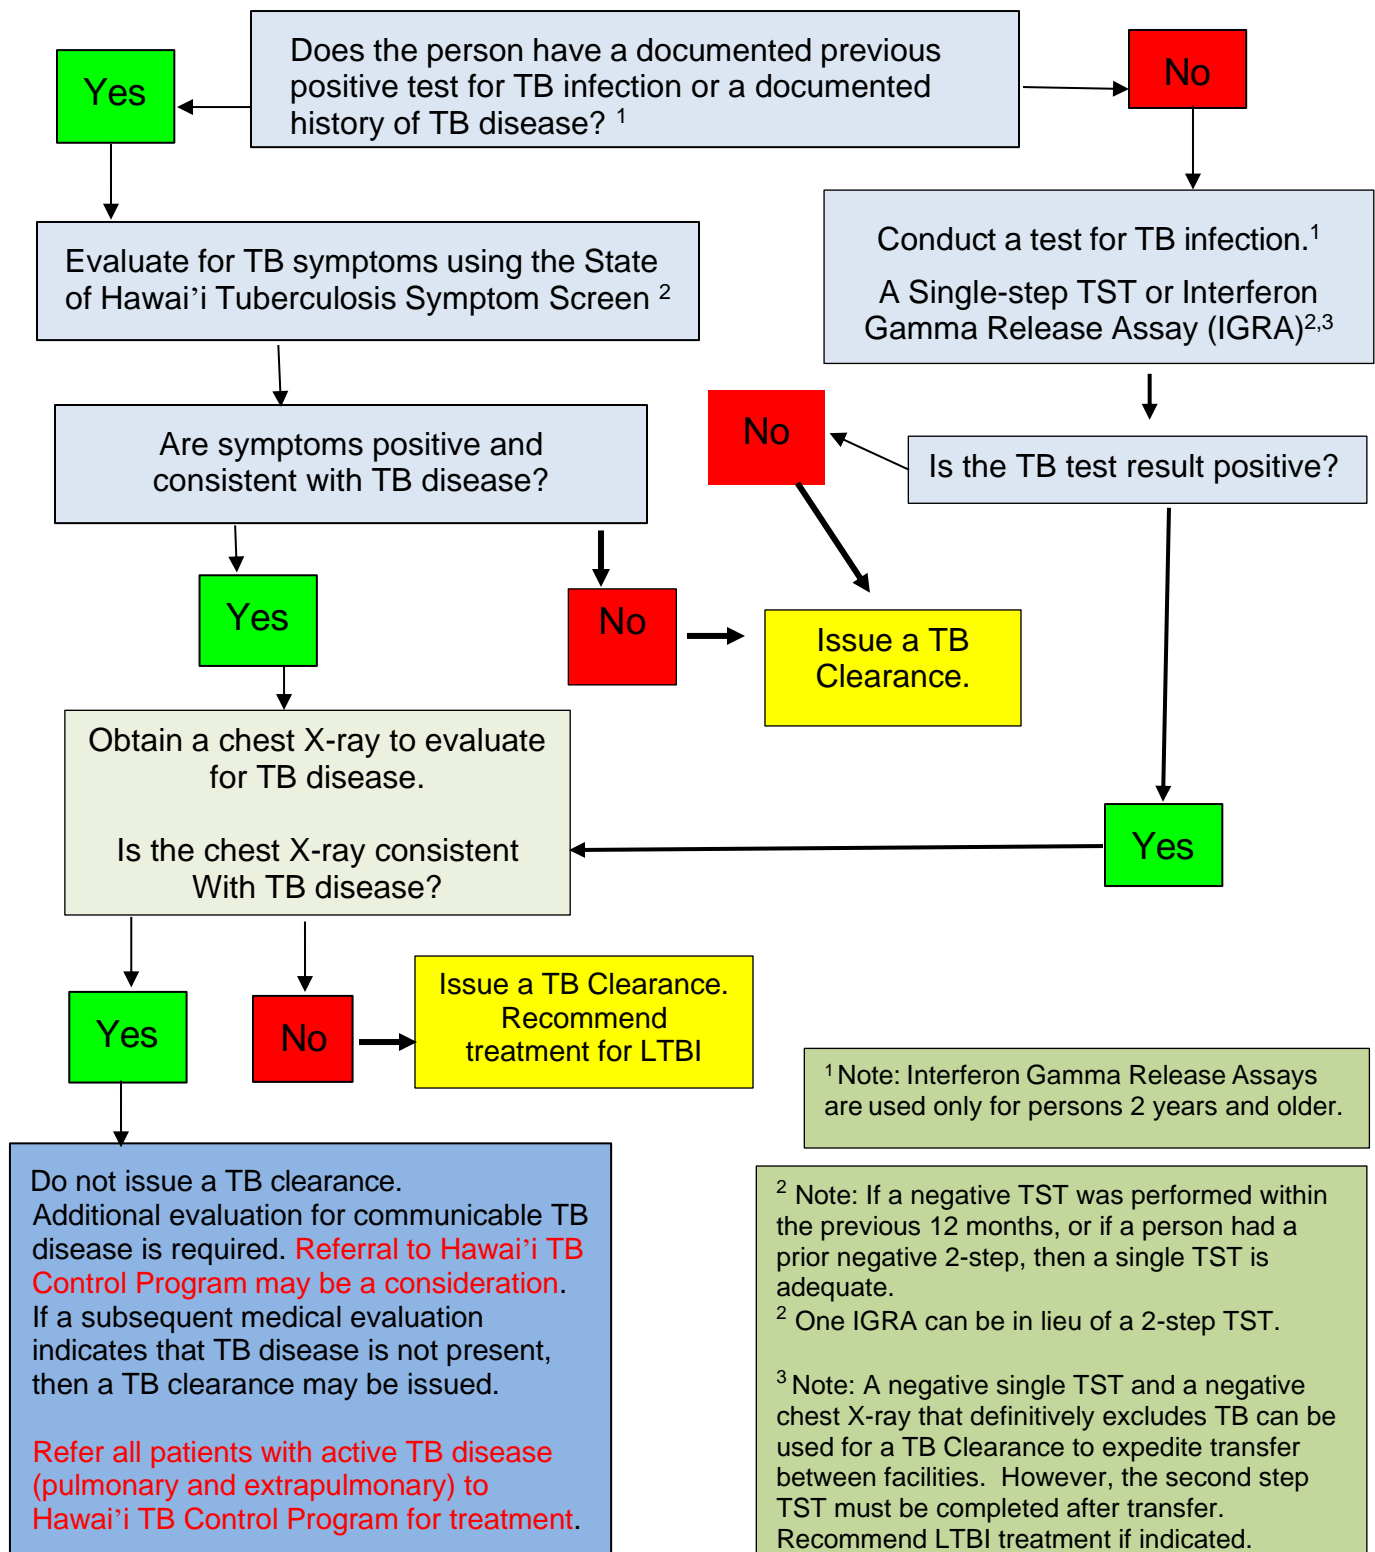 Does the person have a documented previous
positive test for TB infection or a documented
history of TB disease? 1
Yes
No
Evaluate for TB symptoms using the State
of Hawai’i Tuberculosis Symptom Screen 2
Conduct a test for TB infection.1
A Single-step TST or Interferon
Gamma Release Assay (IGRA)2,3
Are symptoms positive and
consistent with TB disease?
No
Is the TB test result positive?
Yes
No
Issue a TB
Clearance.
Obtain a chest X-ray to evaluate
for TB disease.
Is the chest X-ray consistent
With TB disease?
Yes
Yes
No
Issue a TB Clearance.
Recommend
treatment for LTBI
Do not issue a TB clearance.
Additional evaluation for communicable TB
disease is required. Referral to Hawai’i TB
Control Program may be a consideration.
If a subsequent medical evaluation
indicates that TB disease is not present,
then a TB clearance may be issued.
Refer all patients with active TB disease
(pulmonary and extrapulmonary) to
Hawai’i TB Control Program for treatment.
1 Note: Interferon Gamma Release Assays
are used only for persons 2 years and older.
2 Note: If a negative TST was performed within
the previous 12 months, or if a person had a
prior negative 2-step, then a single TST is
adequate.
2 One IGRA can be in lieu of a 2-step TST.
3 Note: A negative single TST and a negative
chest X-ray that definitively excludes TB can be
used for a TB Clearance to expedite transfer
between facilities. However, the second step
TST must be completed after transfer.
Recommend LTBI treatment if indicated.